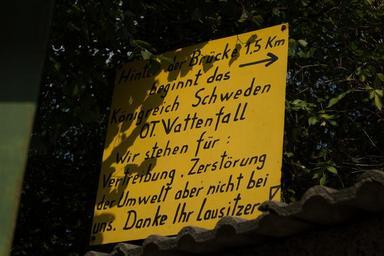 Hinter der Brücke 1,5 Km →
beginnt das
Königreich Schweden
OT Vattenfall
Wir stehen für :
Vertreibung , Zerstörung
der Umwelt aber nicht bei
uns. Danke Ihr Lausitzer